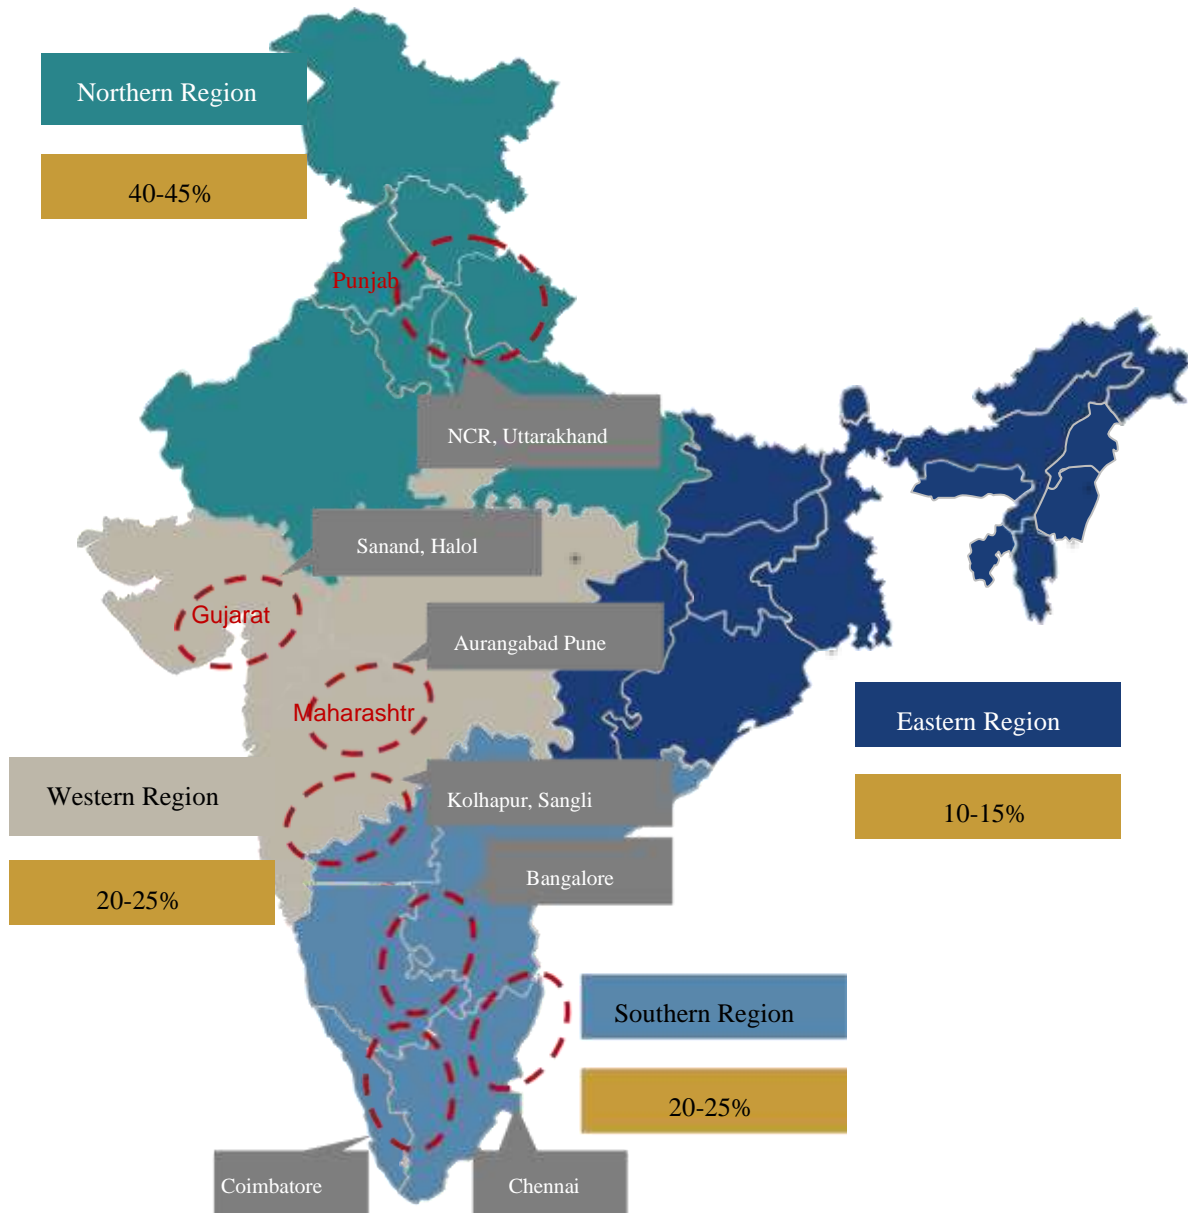 Northern Region
40-45%
Punjab
NCR, Uttarakhand
Sanand, Halol
Gujarat
Aurangabad Pune
Maharashtr
Eastern Region
Western Region
Kolhapur, Sangli
10-15%
Bangalore
20-25%
Southern Region
20-25%
Coimbatore
Chennai